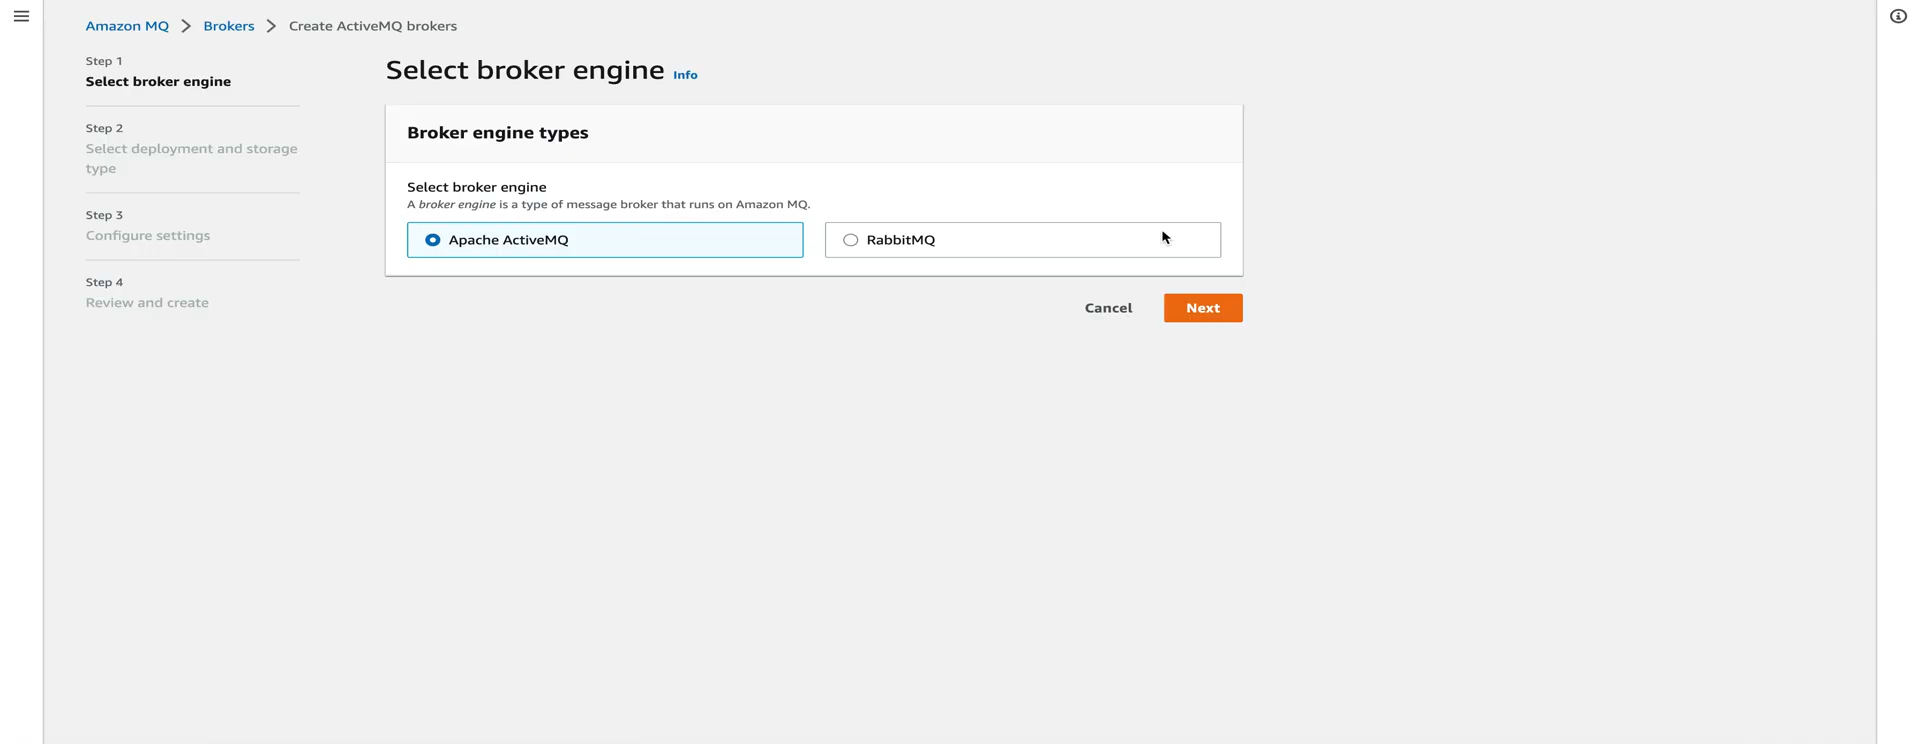 Amazon MQ > Brokers > Create ActiveMQ brokers
Step 1
Select broker engine
Step 2
Select deployment and storage
type
Step 3
Configure settings
Step 4
Review and create
Select broker engine Info
Broker engine types
Select broker engine
A broker engine is a type of message broker that runs on Amazon MQ.
Apache ActiveMQ
RabbitMQ
Cancel
Next